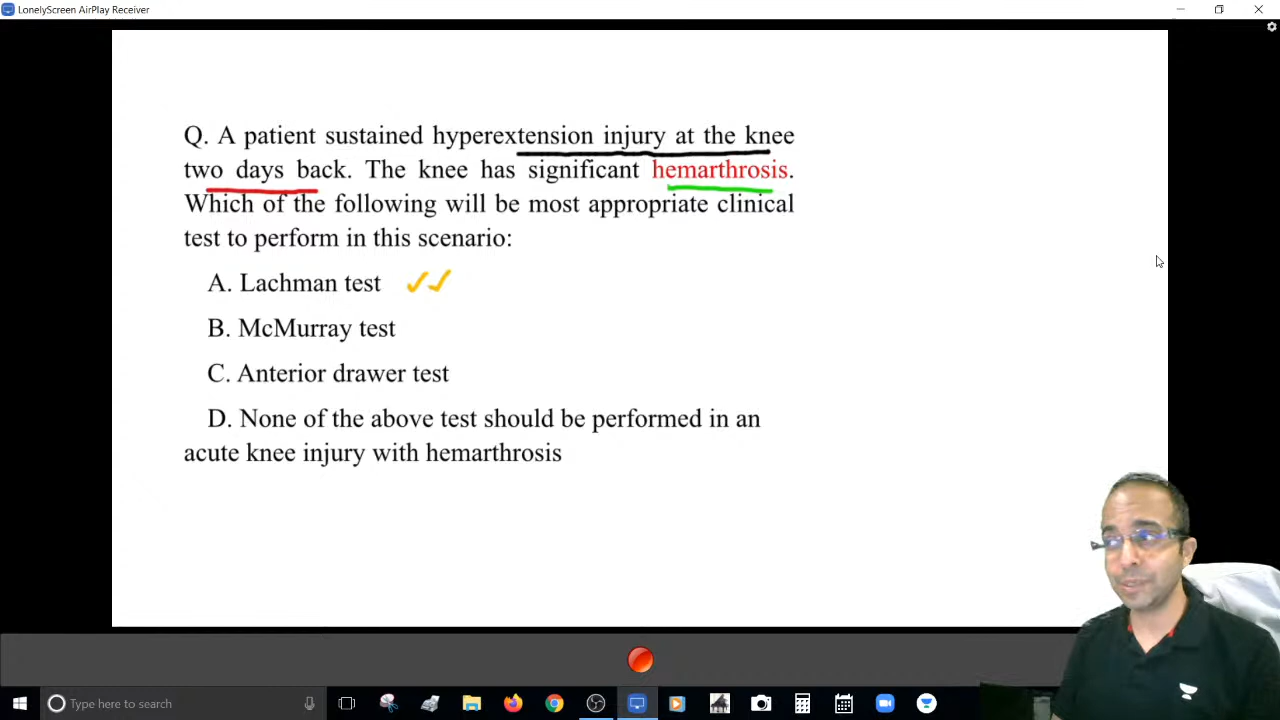 LonelyScreen AirPlay Receiver
Q. A patient sustained hyperextension injury at the knee
two days back. The knee has significant hemarthrosis.
Which of the following will be most appropriate clinical
test to perform in this scenario:
A. Lachman test
B. McMurray test
C. Anterior drawer test
D. None of the above test should be performed in an
acute knee injury with hemarthrosis
Type here to search